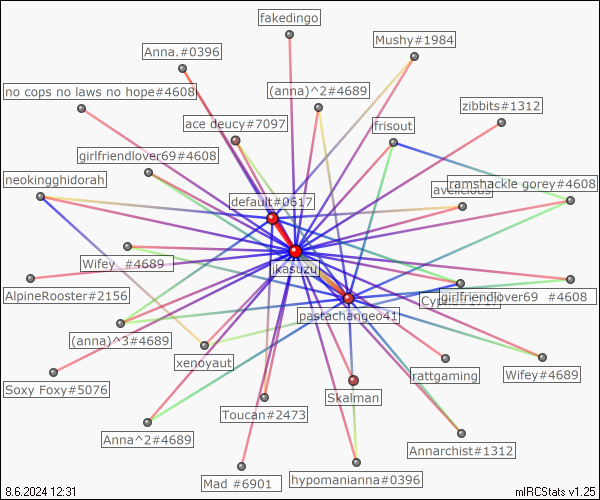 fakedingo
Mushy#1984
Anna.#0396
no cops no laws no hope#4608
(anna)^2#4689
zibbits#1312
ace deucy#7097
frisout
girlfriendlover69#4608
neokingghidorah
ramshackle gorey#4608
default#0617
ikasuzu
Wifey_#4689
AlpineRooster#2156
girlfriendlover69_#4608
pastachangeo41
(anna)^3#4689
xenoyaut
rattgaming
Wifey#4689
Soxy Foxy#5076
Skalman
Toucan#2473
Anna^2#4689
Annarchist#1312
Mad_#6901
hypomanianna#0396
8.6.2024 12:31
mIRCStats v1.25